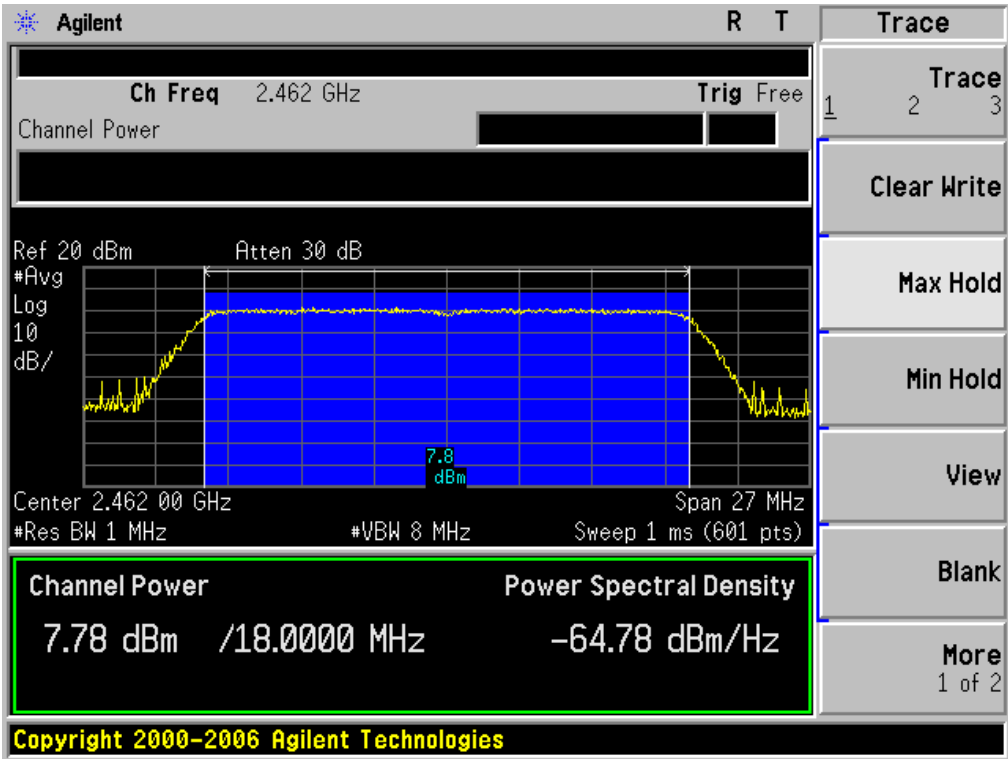 Agilent R T
Ch Freq 2.462 GHz Trig Free
Channel Power
Ref 20 dBm Atten 30 dB
#Avg
Log
10
dB/
7.8
dBm
Center 2.462 00 GHz Span 27 MHz
#Res BW 1 MHz #VBW 8 MHz Sweep 1 ms (601 pts)
Channel Power Power Spectral Density
7.78 dBm /18.0000 MHz -64.78 dBm/Hz
Copyright 2000-2006 Agilent Technologies
Trace
Trace
1 2 3
Clear Write
Max Hold
Min Hold
View
Blank
More
1 of 2